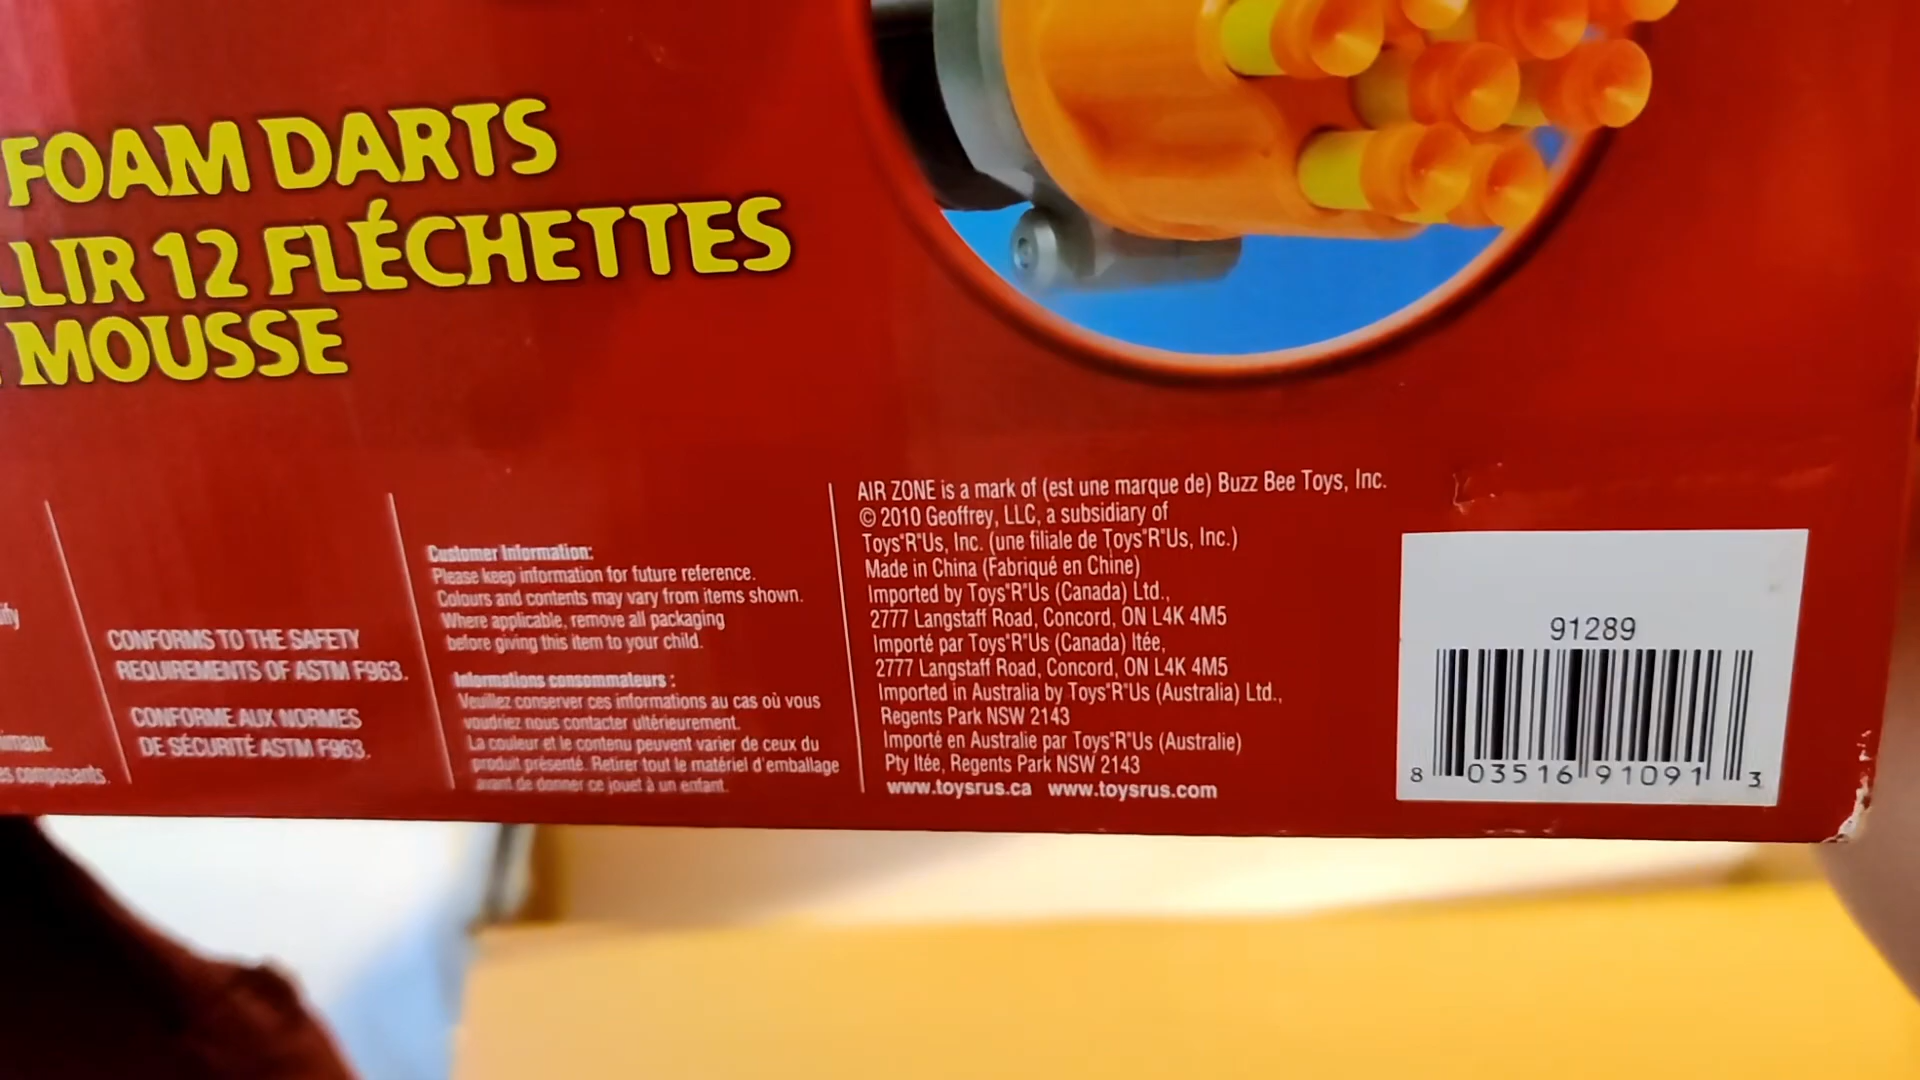 FOAM DARTS
LLIR 12 FLÉCHETTES
MOUSSE
CONFORMS TO THE SAFETY
REQUIREMENTS OF ASTM F963.
CONFORME AUX NORMES
DE SÉCURITÉ ASTM F963.
es composants.
Customer Information:
Please keep information for future reference.
Colours and contents may vary from items shown.
Where applicable, remove all packaging
before giving this item to your child.
Informations consommateurs :
Veuillez conserver ces informations au cas où vous
voudriez nous contacter ultérieurement.
La couleur et le contenu peuvent varier de ceux du
produit présenté. Retirer tout le matériel d'emballage
avant de donner ce jouet à un enfant.
AIR ZONE is a mark of (est une marque de) Buzz Bee Toys, Inc.
© 2010 Geoffrey, LLC, a subsidiary of
Toys"R"Us, Inc. (une filiale de Toys"R"Us, Inc.)
Made in China (Fabriqué en Chine)
Imported by Toys"R"Us (Canada) Ltd.,
2777 Langstaff Road, Concord, ON L4K 4M5
Importé par Toys"R"Us (Canada) ltée,
2777 Langstaff Road, Concord, ON L4K 4M5
Imported in Australia by Toys"R"Us (Australia) Ltd.,
Regents Park NSW 2143
Importé en Australie par Toys"R"Us (Australie)
Pty ltée, Regents Park NSW 2143
www.toysrus.ca www.toysrus.com
91289
8 03516 91091 3